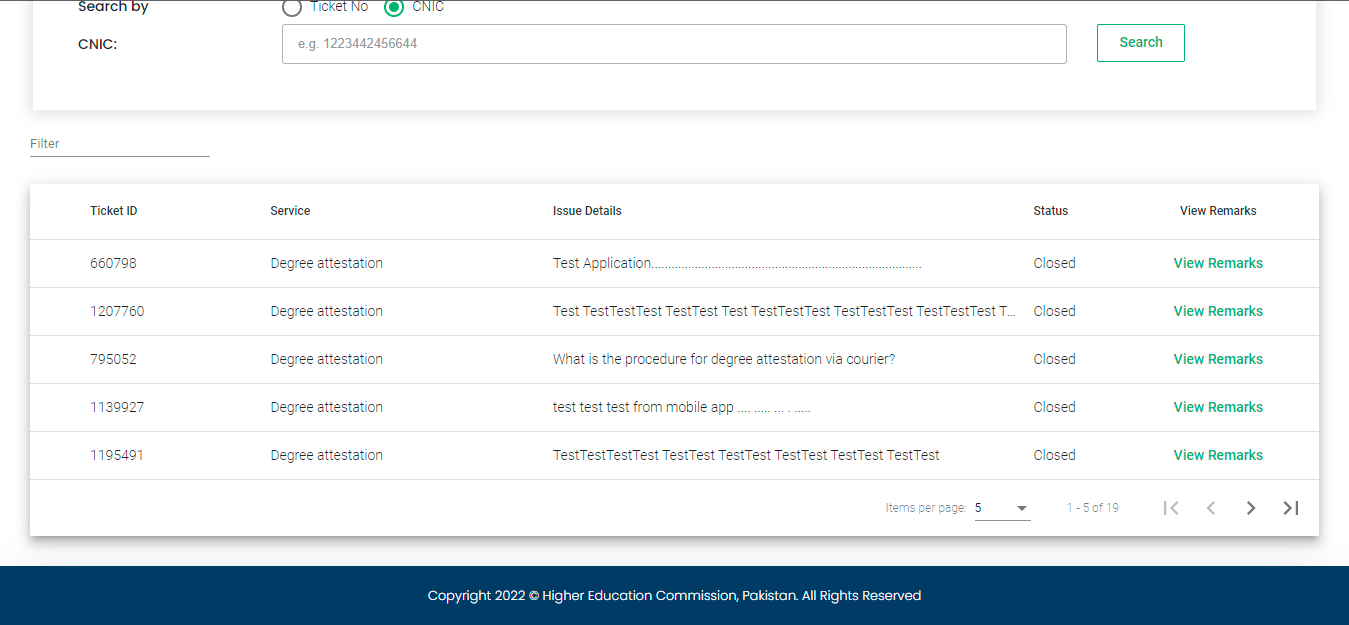 Search by Ticket No CNIC
CNIC: e.g. 1223442456644 Search
Filter
Ticket ID Service Issue Details Status View Remarks
660798 Degree attestation Test Application................................................................................. Closed View Remarks
1207760 Degree attestation Test TestTestTest TestTest Test TestTestTest TestTestTest TestTestTest T... Closed View Remarks
795052 Degree attestation What is the procedure for degree attestation via courier? Closed View Remarks
1139927 Degree attestation test test test from mobile app .... ..... ... . ..... Closed View Remarks
1195491 Degree attestation TestTestTestTest TestTest TestTest TestTest TestTest TestTest Closed View Remarks
Items per page: 5 1 - 5 of 19
Copyright 2022 © Higher Education Commission, Pakistan. All Rights Reserved